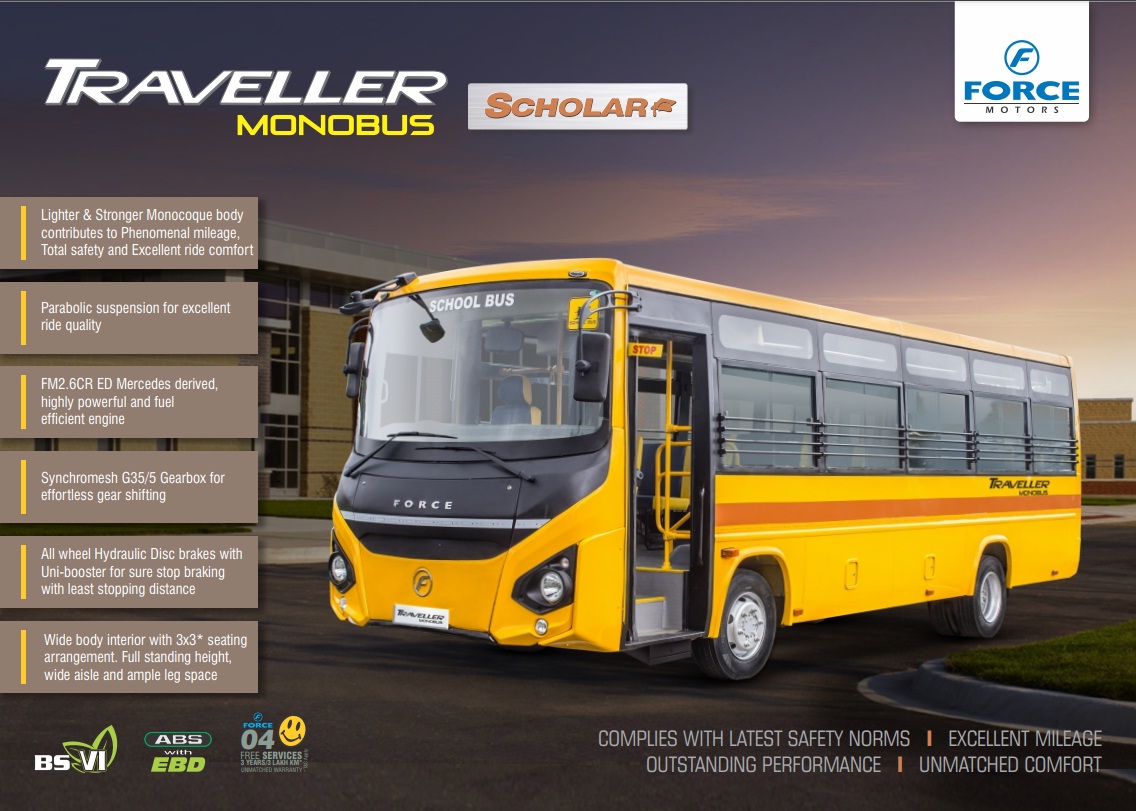 TRAVELLER
MONOBUS
SCHOLAR
FORCE
MOTORS
Lighter & Stronger Monocoque body
contributes to Phenomenal mileage,
Total safety and Excellent ride comfort
Parabolic suspension for excellent
ride quality
FM2.6CR ED Mercedes derived,
highly powerful and fuel
efficient engine
Synchromesh G35/5 Gearbox for
effortless gear shifting
All wheel Hydraulic Disc brakes with
Uni-booster for sure stop braking
with least stopping distance
Wide body interior with 3x3* seating
arrangement. Full standing height,
wide aisle and ample leg space
SCHOOL BUS
STOP
FORCE
TRAVELLER
MONOBUS
TRAVELLER
MONOBUS
BSVI
ABS
with
EBD
FORCE
04
FREE SERVICES
3 YEARS/3 LAKH KM*
UNMATCHED WARRANTY
COMPLIES WITH LATEST SAFETY NORMS I EXCELLENT MILEAGE
OUTSTANDING PERFORMANCE I UNMATCHED COMFORT